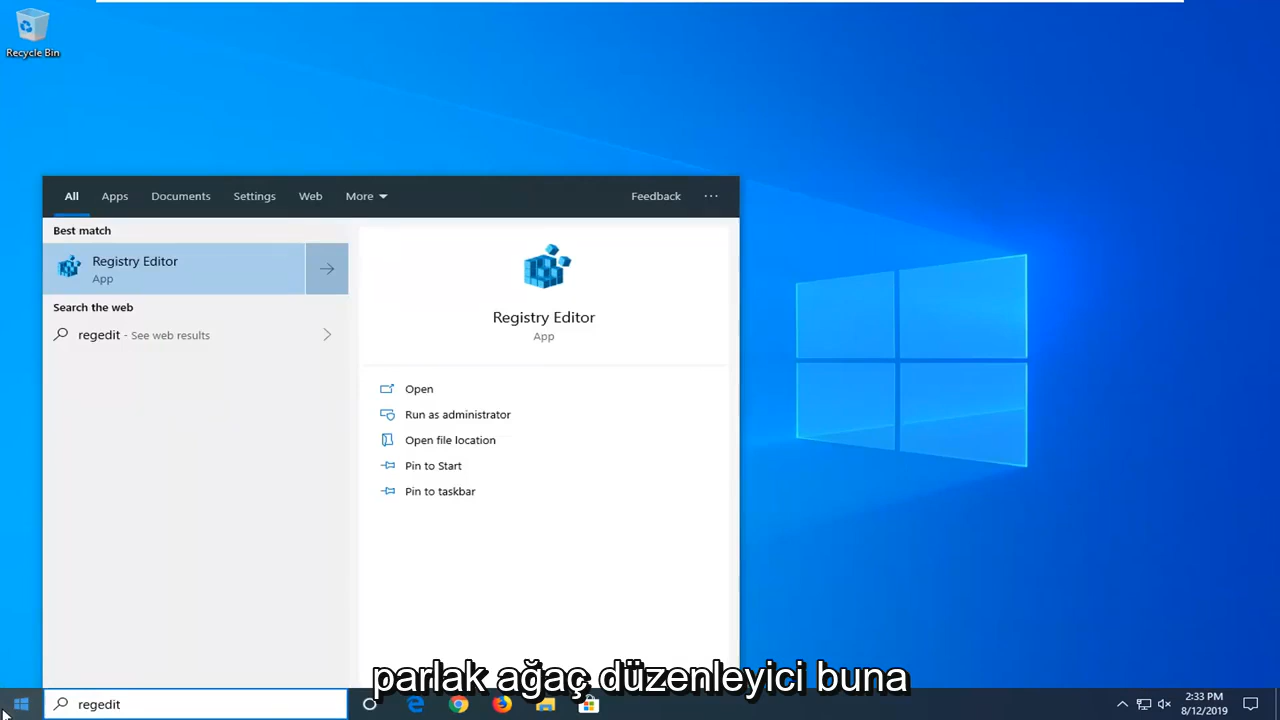 Recycle Bin
All Apps Documents Settings Web More Feedback ...
Best match
Registry Editor
App
Search the web
regedit - See web results
Registry Editor
App
Open
Run as administrator
Open file location
Pin to Start
Pin to taskbar
parlak ağaç düzenleyici buna
regedit
2:33 PM
8/12/2019